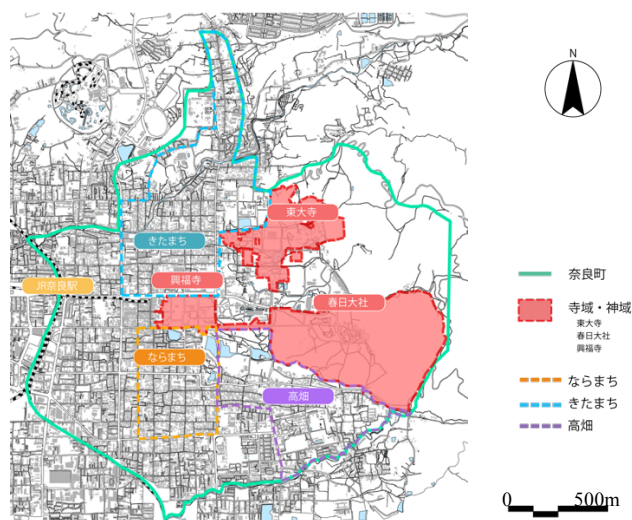 N
東大寺
きたまち
興福寺
JR奈良駅
春日大社
ならまち
高畑
奈良町
寺域・神域
東大寺
春日大社
興福寺
ならまち
きたまち
高畑
0 500m